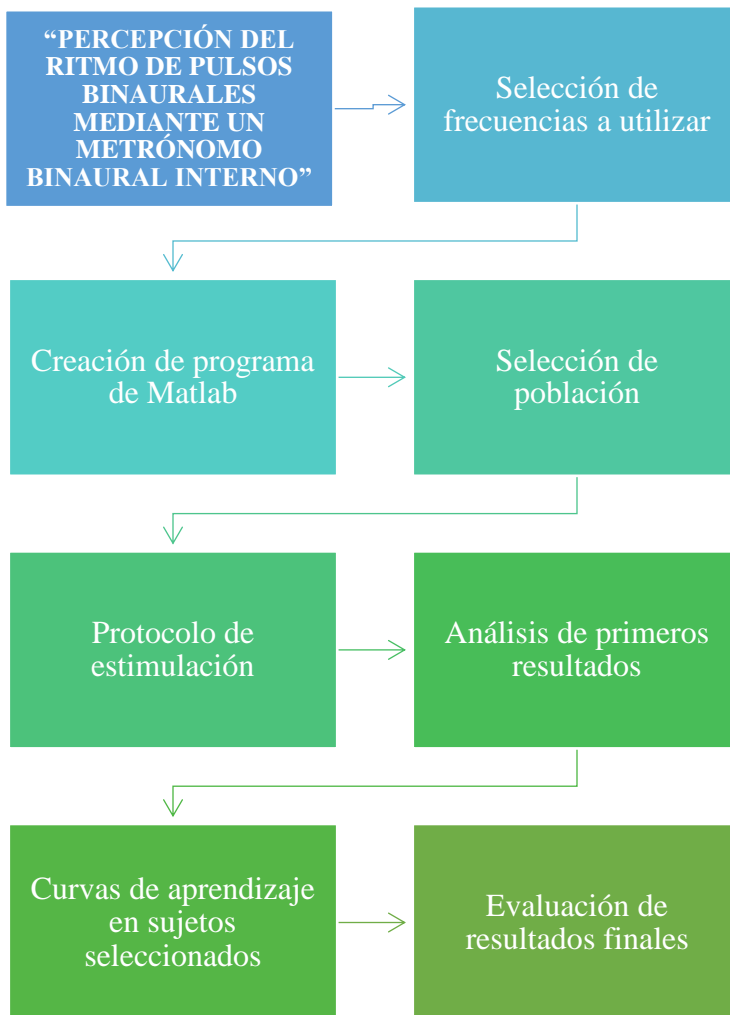 “PERCEPCIÓN DEL
RITMO DE PULSOS
BINAURALES
MEDIANTE UN
METRÓNOMO
BINAURAL INTERNO”
Selección de
frecuencias a utilizar
Creación de programa
de Matlab
Selección de
población
Protocolo de
estimulación
Análisis de primeros
resultados
Curvas de aprendizaje
en sujetos
seleccionados
Evaluación de
resultados finales